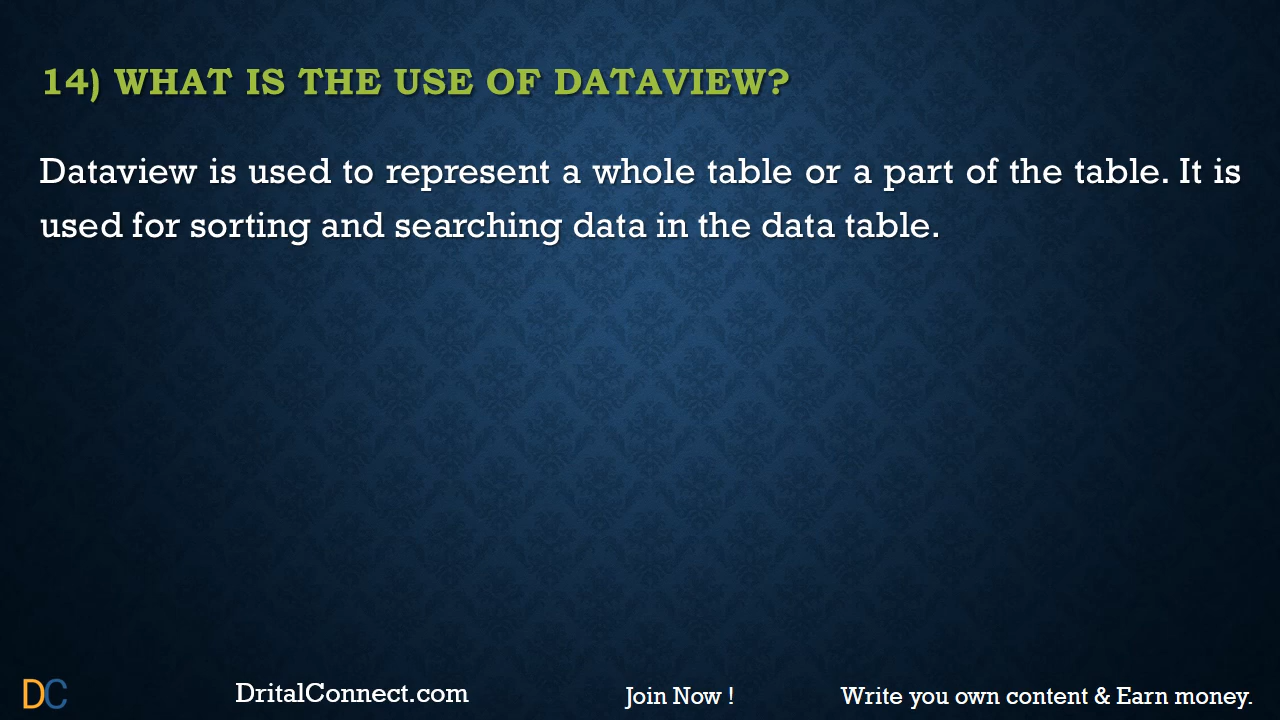 14) WHAT IS THE USE OF DATAVIEW?
Dataview is used to represent a whole table or a part of the table. It is
used for sorting and searching data in the data table.
DC
DritalConnect.com
Join Now !
Write you own content & Earn money.